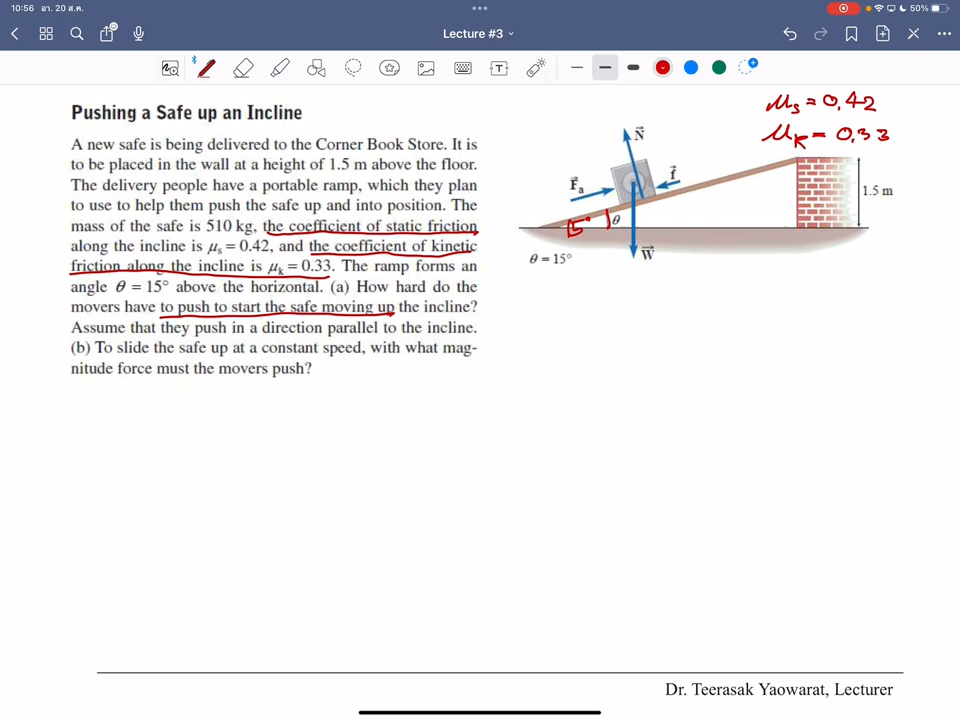 10:56 อา. 20 ส.ค.
50%
Lecture #3
Pushing a Safe up an Incline
A new safe is being delivered to the Corner Book Store. It is
to be placed in the wall at a height of 1.5 m above the floor.
The delivery people have a portable ramp, which they plan
to use to help them push the safe up and into position. The
mass of the safe is 510 kg, the coefficient of static friction
along the incline is μs = 0.42, and the coefficient of kinetic
friction along the incline is μk = 0.33. The ramp forms an
angle θ = 15° above the horizontal. (a) How hard do the
movers have to push to start the safe moving up the incline?
Assume that they push in a direction parallel to the incline.
(b) To slide the safe up at a constant speed, with what mag-
nitude force must the movers push?
μs = 0.42
μK = 0.33
N
Fa
f
1.5 m
15°
θ
W
θ = 15°
Dr. Teerasak Yaowarat, Lecturer